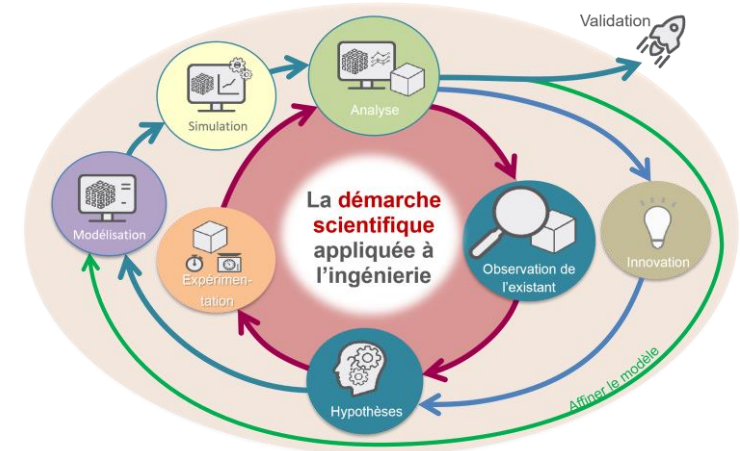 Validation
Analyse
Simulation
Modélisation
Expérimen-
tation
La démarche
scientifique
appliquée à
l'ingénierie
Observation de
l'existant
Innovation
Hypothèses
Affiner le modèle